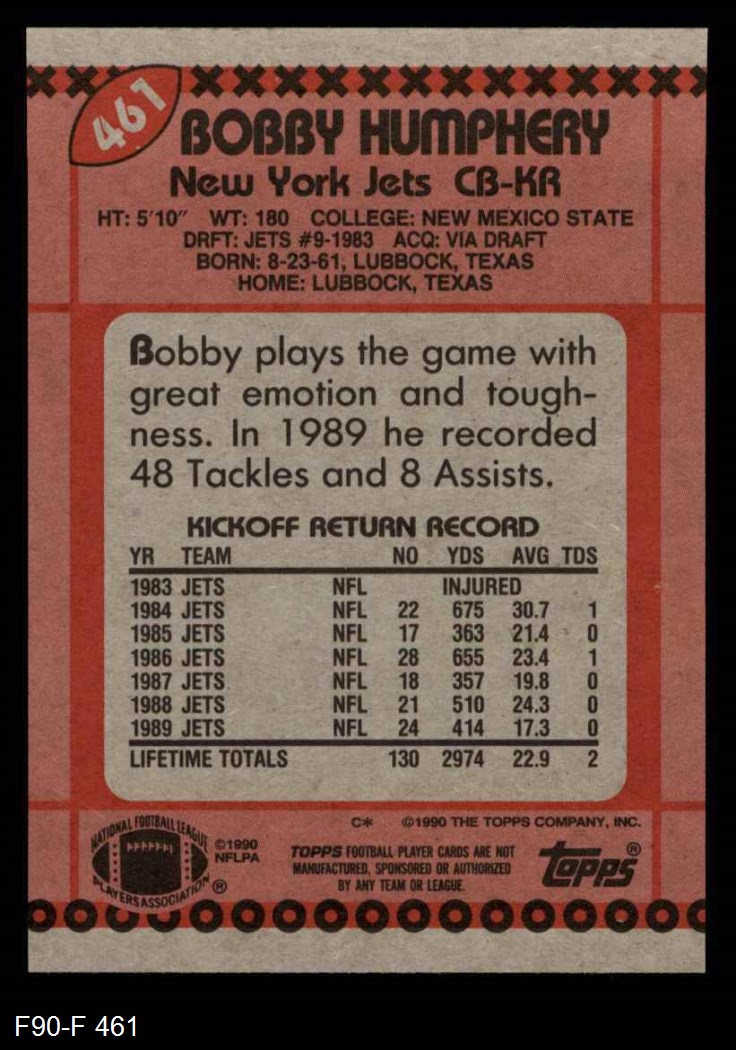 461
BOBBY HUMPHERY
New York Jets CB-KR
HT: 5'10" WT: 180 COLLEGE: NEW MEXICO STATE
DRFT: JETS #9-1983 ACQ: VIA DRAFT
BORN: 8-23-61, LUBBOCK, TEXAS
HOME: LUBBOCK, TEXAS
Bobby plays the game with
great emotion and tough-
ness. In 1989 he recorded
48 Tackles and 8 Assists.
KICKOFF RETURN RECORD
YR TEAM NO YDS AVG TDS
1983 JETS NFL INJURED
1984 JETS NFL 22 675 30.7 1
1985 JETS NFL 17 363 21.4 0
1986 JETS NFL 28 655 23.4 1
1987 JETS NFL 18 357 19.8 0
1988 JETS NFL 21 510 24.3 0
1989 JETS NFL 24 414 17.3 0
LIFETIME TOTALS 130 2974 22.9 2
C* ©1990 THE TOPPS COMPANY, INC.
NATIONAL FOOTBALL LEAGUE
PLAYERS ASSOCIATION ®
©1990
NFLPA
TOPPS FOOTBALL PLAYER CARDS ARE NOT
MANUFACTURED, SPONSORED OR AUTHORIZED
BY ANY TEAM OR LEAGUE.
topps®
F90-F 461